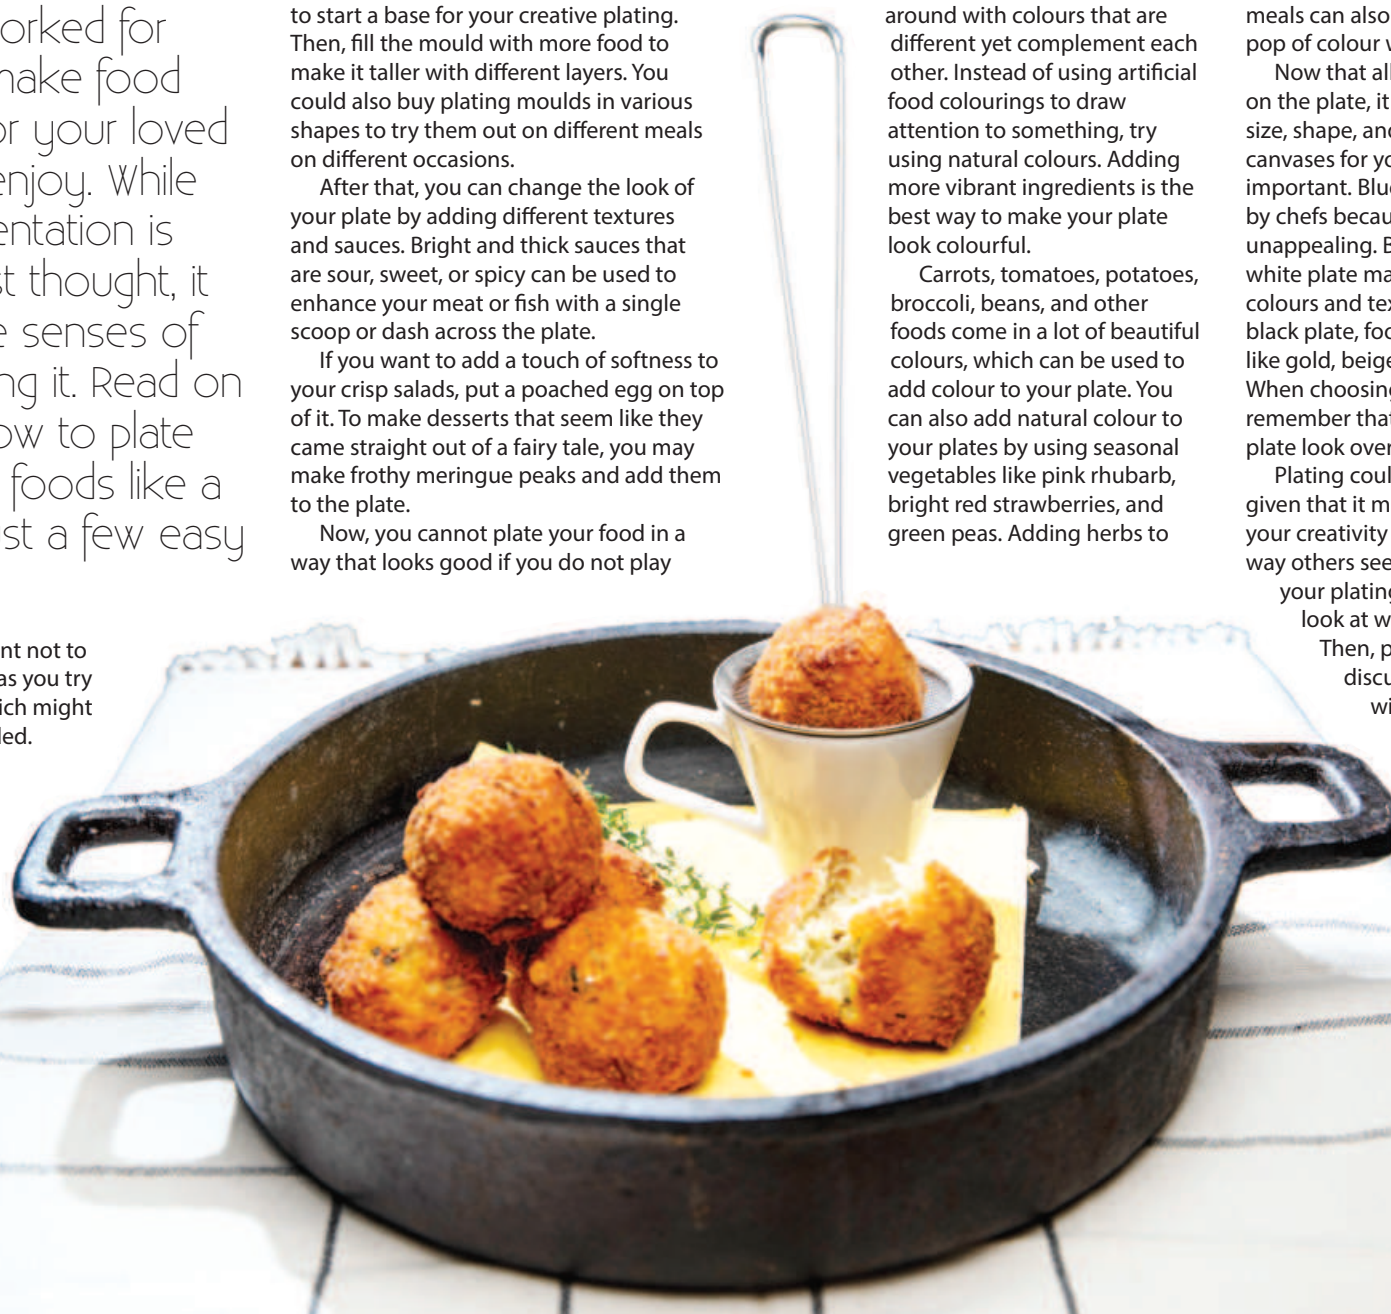 orked for
make food
or your loved
enjoy. While
entation is
st thought, it
e senses of
ng it. Read on
ow to plate
foods like a
st a few easy
nt not to
as you try
ich might
led.
to start a base for your creative plating.
Then, fill the mould with more food to
make it taller with different layers. You
could also buy plating moulds in various
shapes to try them out on different meals
on different occasions.
After that, you can change the look of
your plate by adding different textures
and sauces. Bright and thick sauces that
are sour, sweet, or spicy can be used to
enhance your meat or fish with a single
scoop or dash across the plate.
If you want to add a touch of softness to
your crisp salads, put a poached egg on top
of it. To make desserts that seem like they
came straight out of a fairy tale, you may
make frothy meringue peaks and add them
to the plate.
Now, you cannot plate your food in a
way that looks good if you do not play
around with colours that are
different yet complement each
other. Instead of using artificial
food colourings to draw
attention to something, try
using natural colours. Adding
more vibrant ingredients is the
best way to make your plate
look colourful.
Carrots, tomatoes, potatoes,
broccoli, beans, and other
foods come in a lot of beautiful
colours, which can be used to
add colour to your plate. You
can also add natural colour to
your plates by using seasonal
vegetables like pink rhubarb,
bright red strawberries, and
green peas. Adding herbs to
meals can also
pop of colour
Now that all
on the plate, it
size, shape, and
canvases for yo
important. Blue
by chefs becau
unappealing. B
white plate ma
colours and tex
black plate, foo
like gold, beige
When choosing
remember that
plate look over
Plating coul
given that it m
your creativity
way others see
your plating
look at w
Then, p
discu
wi